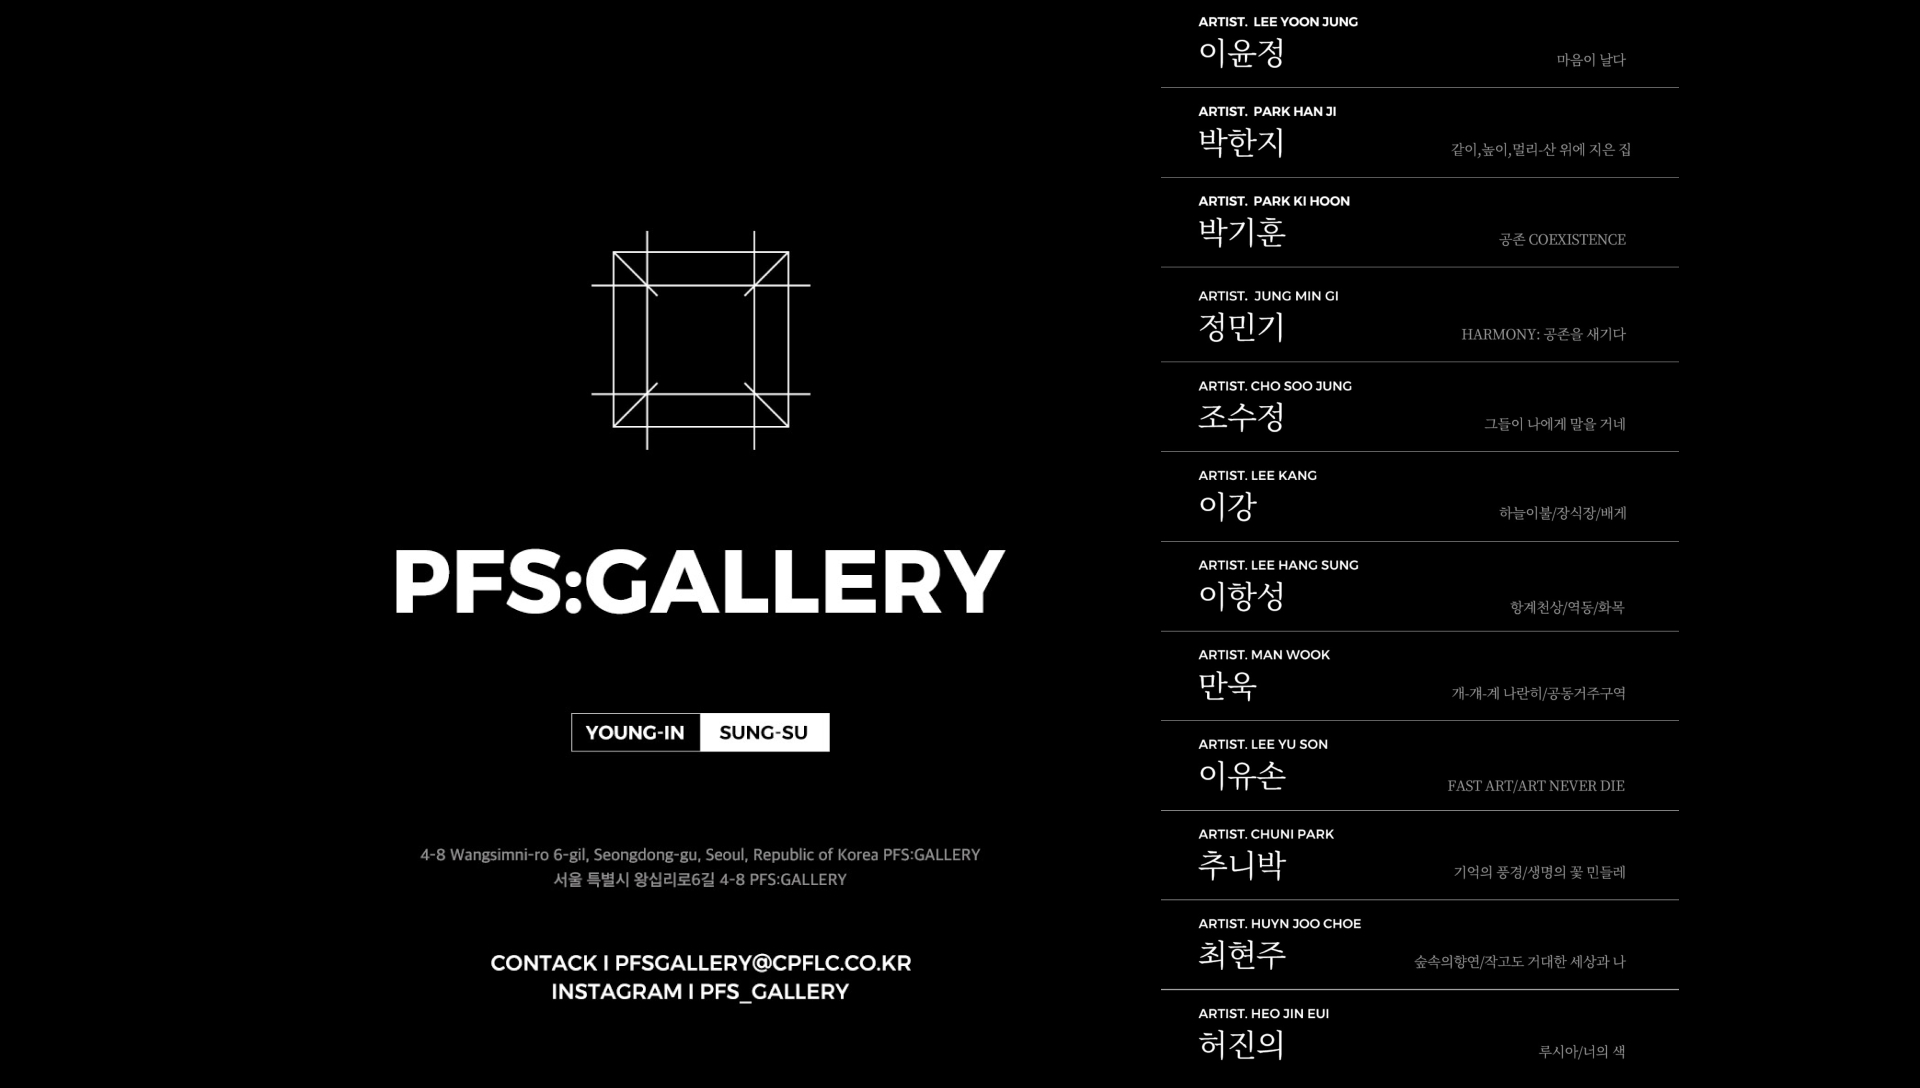 PFS:GALLERY
YOUNG-IN
SUNG-SU
4-8 Wangsimni-ro 6-gil, Seongdong-gu, Seoul, Republic of Korea PFS:GALLERY
서울 특별시 왕십리로6길 4-8 PFS:GALLERY
CONTACK I PFSGALLERY@CPFLC.CO.KR
INSTAGRAM I PFS_GALLERY
ARTIST. LEE YOON JUNG
이윤정
마음이 날다
ARTIST. PARK HAN JI
박한지
같이,높이,멀리-산 위에 지은 집
ARTIST. PARK KI HOON
박기훈
공존 COEXISTENCE
ARTIST. JUNG MIN GI
정민기
HARMONY: 공존을 새기다
ARTIST. CHO SOO JUNG
조수정
그들이 나에게 말을 거네
ARTIST. LEE KANG
이강
하늘이불/장식장/배게
ARTIST. LEE HANG SUNG
이항성
항계천상/역동/화목
ARTIST. MAN WOOK
만욱
개-개-계 나란히/공동거주구역
ARTIST. LEE YU SON
이유손
FAST ART/ART NEVER DIE
ARTIST. CHUNI PARK
추니박
기억의 풍경/생명의 꽃 민들레
ARTIST. HUYN JOO CHOE
최현주
숲속의향연/작고도 거대한 세상과 나
ARTIST. HEO JIN EUI
허진의
루시아/너의 색